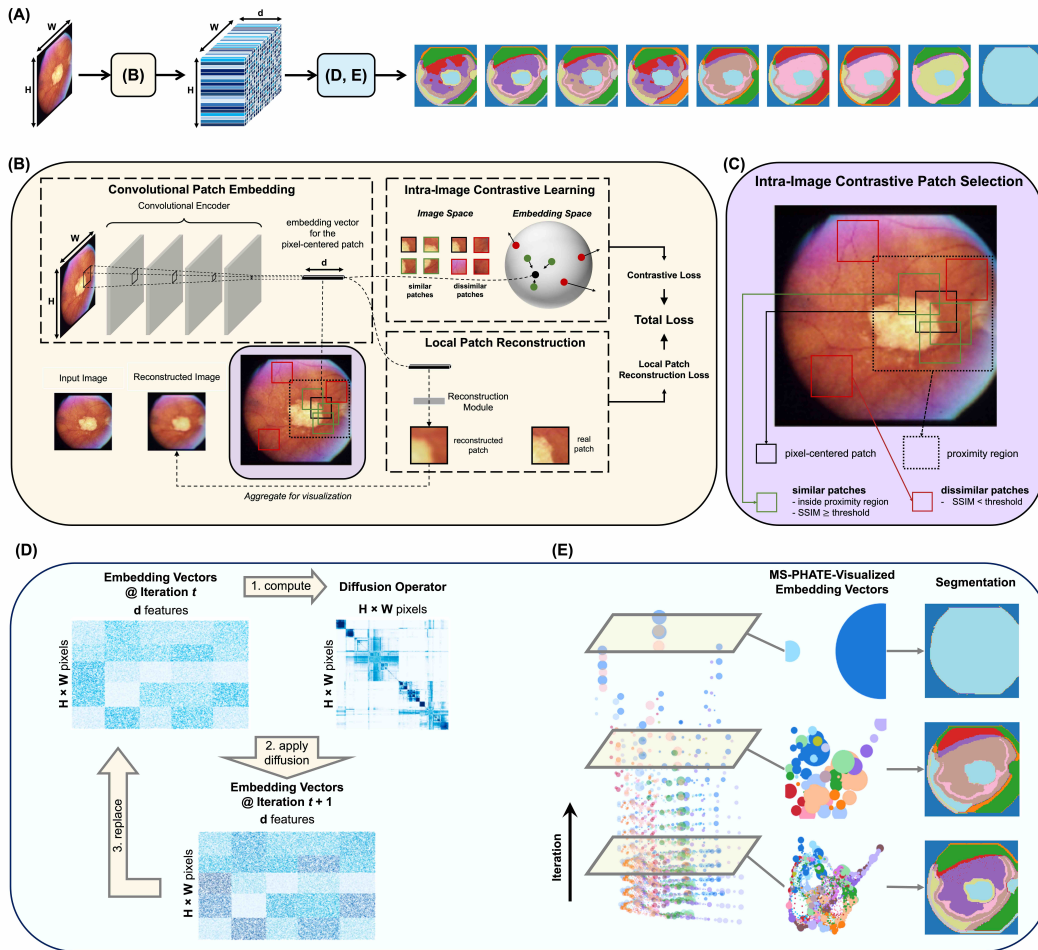 (A)
W
H
(B)
d
W
H
(D, E)
(B)
Convolutional Patch Embedding
Convolutional Encoder
W
H
embedding vector
for the
pixel-centered patch
d
Intra-Image Contrastive Learning
Image Space
Embedding Space
similar
patches
dissimilar
patches
Contrastive Loss
Total Loss
Local Patch
Reconstruction Loss
Local Patch Reconstruction
Reconstruction
Module
reconstructed
patch
real
patch
Input Image
Reconstructed Image
Aggregate for visualization
(C)
Intra-Image Contrastive Patch Selection
pixel-centered patch
proximity region
similar patches
- inside proximity region
- SSIM ≥ threshold
dissimilar patches
- SSIM < threshold
(D)
Embedding Vectors
@ Iteration t
d features
H × W pixels
1. compute
Diffusion Operator
H × W pixels
H × W pixels
2. apply
diffusion
Embedding Vectors
@ Iteration t + 1
d features
H × W pixels
3. replace
(E)
MS-PHATE-Visualized
Embedding Vectors
Segmentation
Iteration